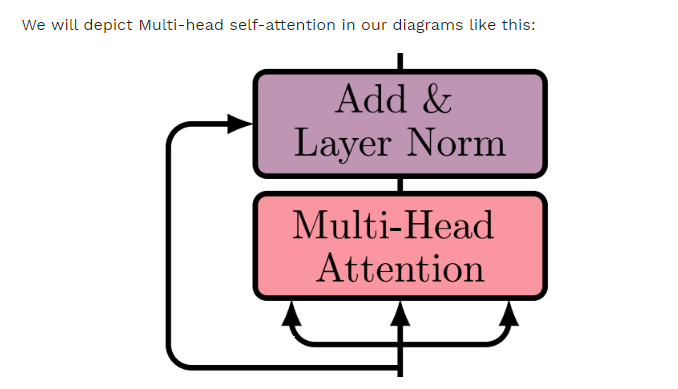 We will depict Multi-head self-attention in our diagrams like this:
Add &
Layer Norm
Multi-Head
Attention